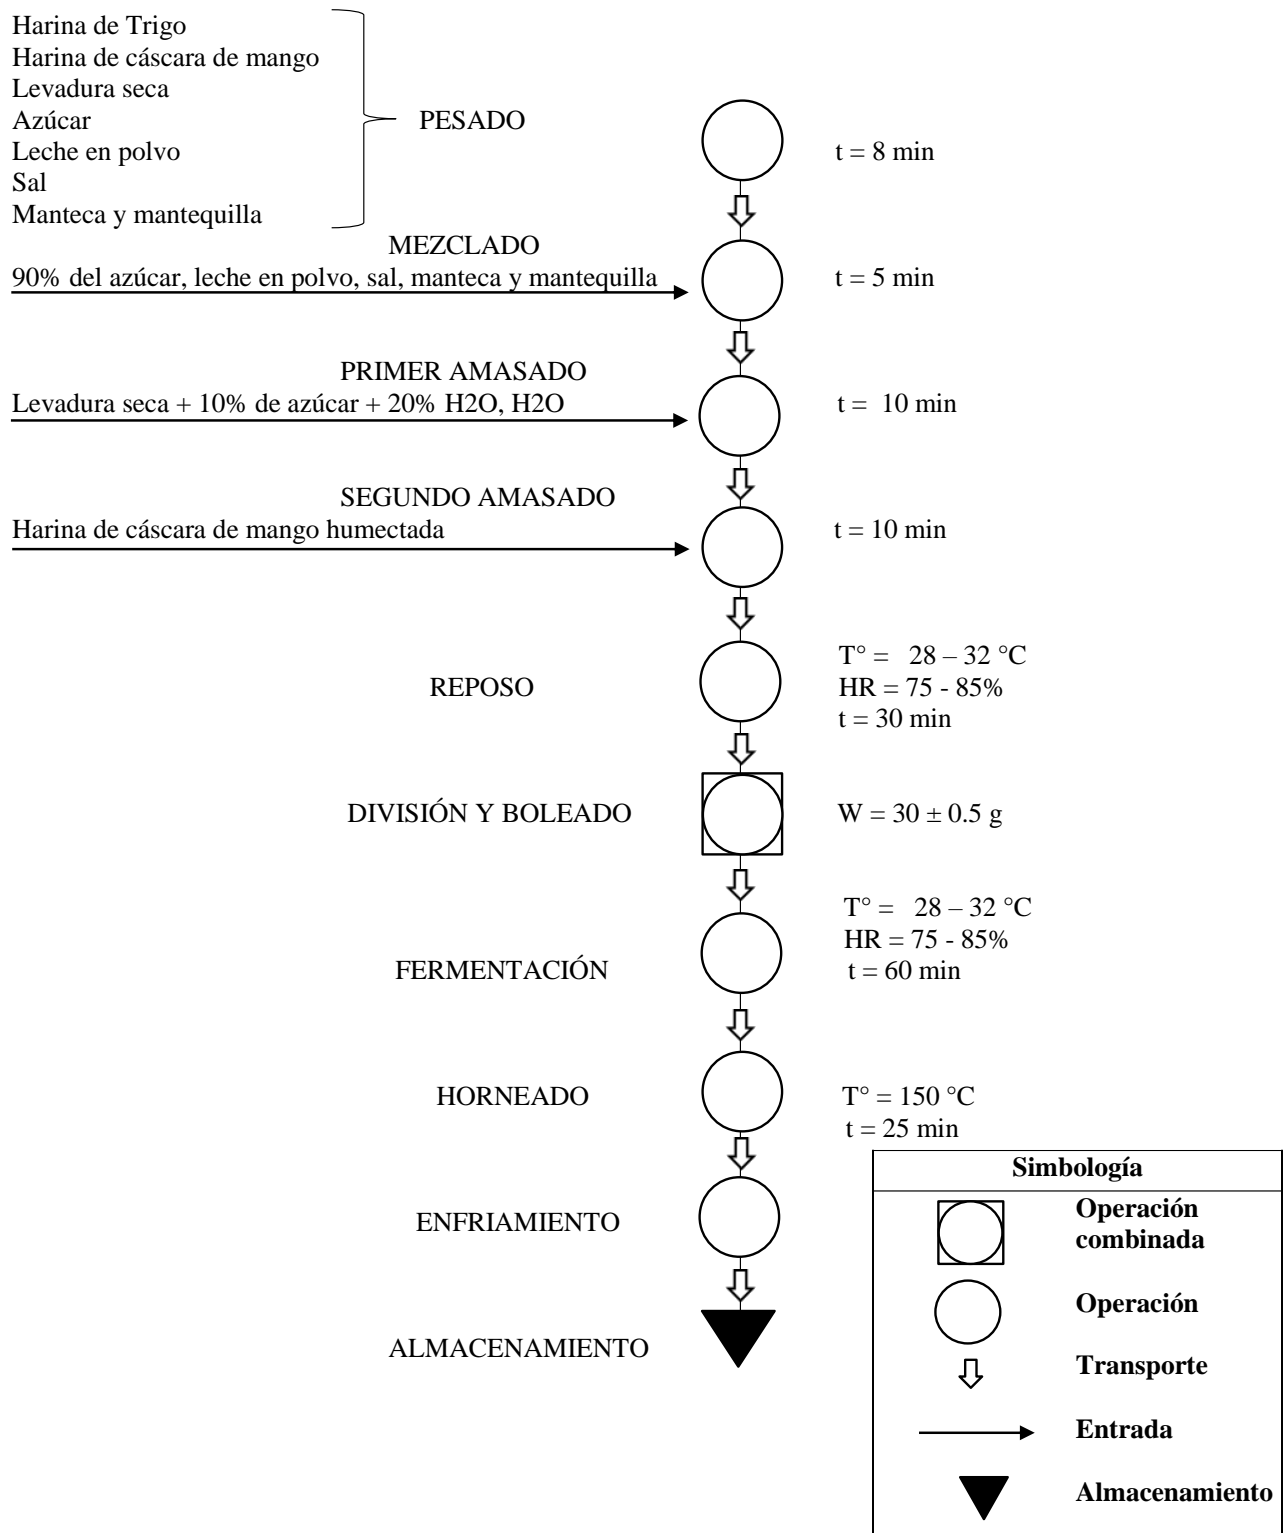 Harina de Trigo
Harina de cáscara de mango
Levadura seca
Azúcar
Leche en polvo
Sal
Manteca y mantequilla
PESADO
t = 8 min
MEZCLADO
90% del azúcar, leche en polvo, sal, manteca y mantequilla
t = 5 min
PRIMER AMASADO
Levadura seca + 10% de azúcar + 20% H2O, H2O
t = 10 min
SEGUNDO AMASADO
Harina de cáscara de mango humectada
t = 10 min
REPOSO
T° = 28 – 32 °C
HR = 75 - 85%
t = 30 min
DIVISIÓN Y BOLEADO
W = 30 ± 0.5 g
FERMENTACIÓN
T° = 28 – 32 °C
HR = 75 - 85%
t = 60 min
HORNEADO
T° = 150 °C
t = 25 min
ENFRIAMIENTO
ALMACENAMIENTO
Simbología
Operación
combinada
Operación
Transporte
Entrada
Almacenamiento